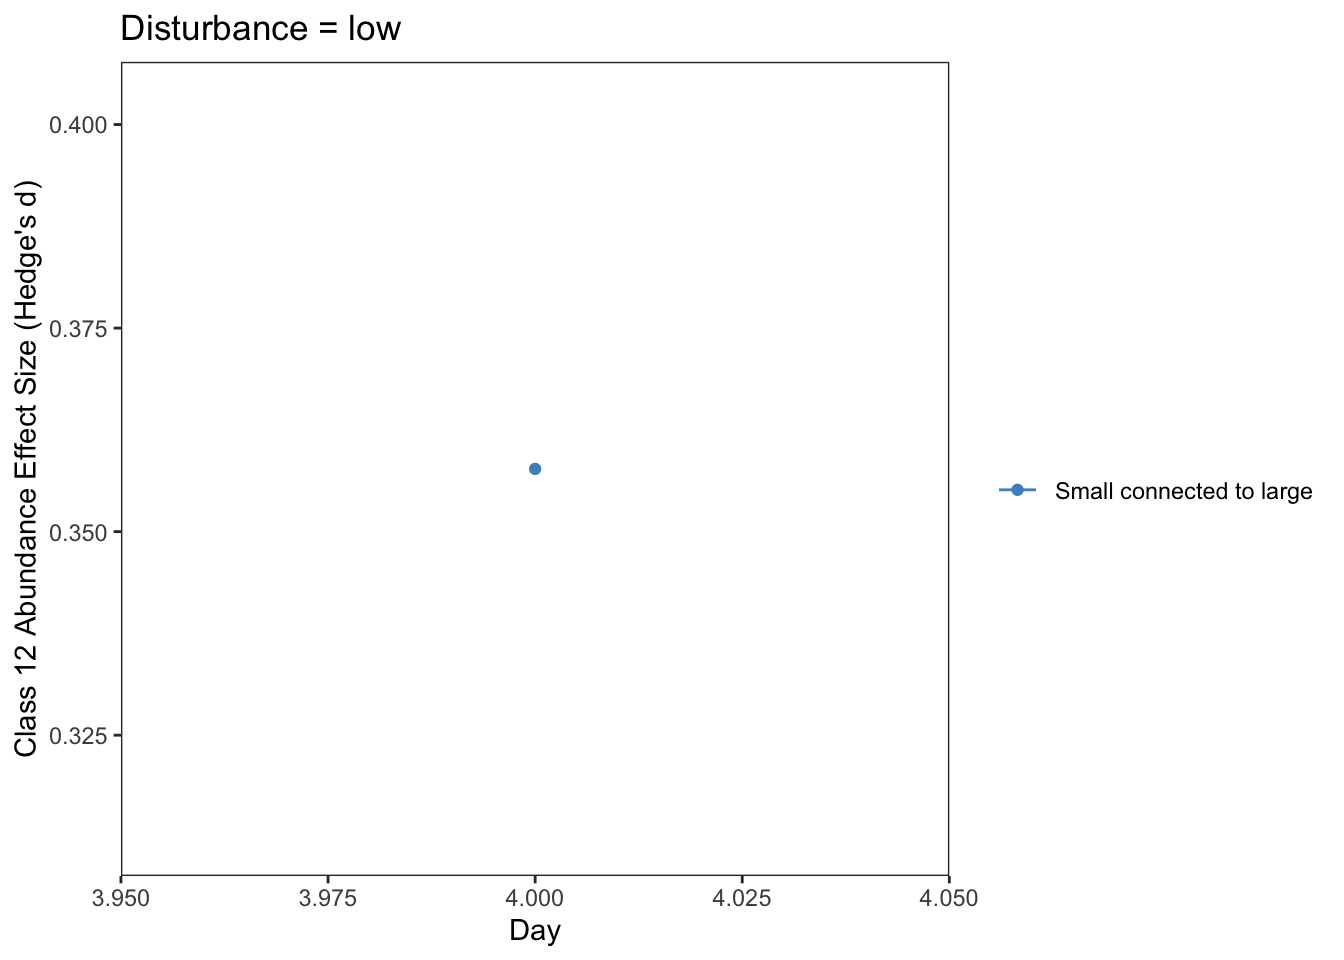 Disturbance = low
Class 12 Abundance Effect Size (Hedge's d)
0.400
0.375
0.350
0.325
3.950 3.975 4.000 4.025 4.050
Day
Small connected to large